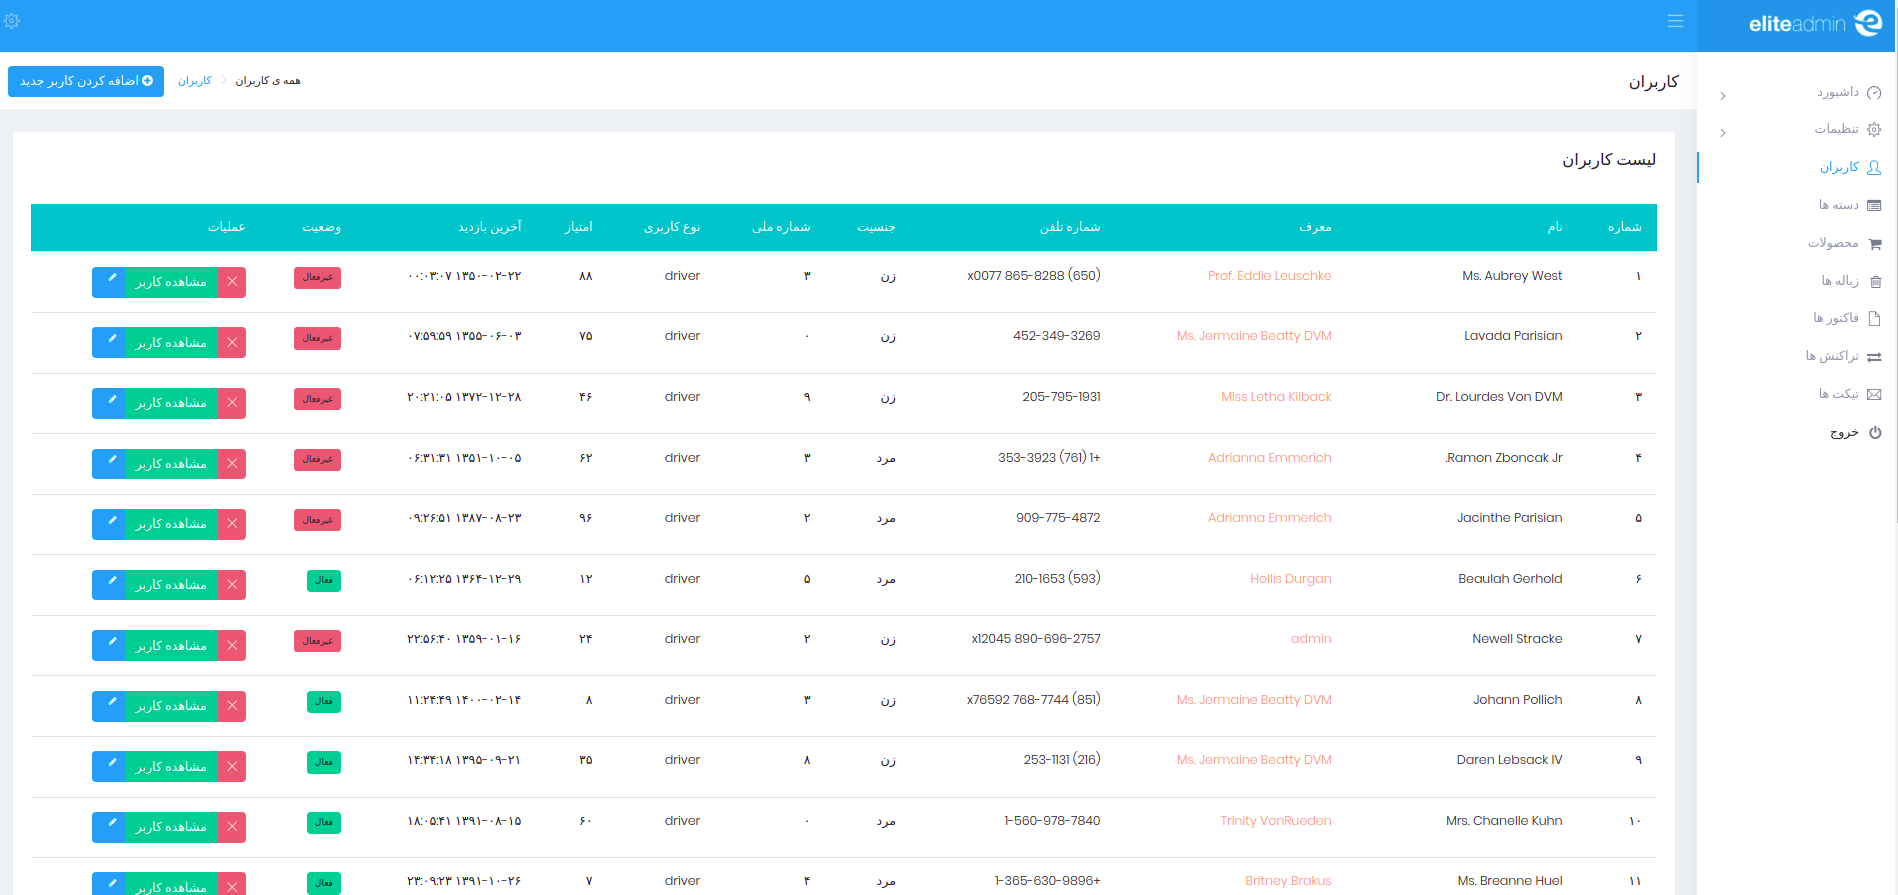 eliteadmin
داشبورد
تنظیمات
کاربران
دسته ها
محصولات
زباله ها
فاکتور ها
تراکنش ها
تیکت ها
خروج
کاربران
کاربران همه ی کاربران
اضافه کردن کاربر جدید
لیست کاربران
شماره نام معرف شماره تلفن جنسیت شماره ملی نوع کاربری امتیاز آخرین بازدید وضعیت عملیات
۱ Ms. Aubrey West Prof. Eddie Leuschke (650) 865-8288 x0077 زن ۳ driver ۸۸ ۱۳۵۰-۰۲-۲۲ ۰۰:۰۳:۰۷ غیرفعال مشاهده کاربر
۲ Lavada Parisian Ms. Jermaine Beatty DVM 452-349-3269 زن ۰ driver ۷۵ ۱۳۵۵-۰۶-۰۳ ۰۷:۵۹:۵۹ غیرفعال مشاهده کاربر
۳ Dr. Lourdes Von DVM Miss Letha Kilback 205-795-1931 زن ۹ driver ۴۶ ۱۳۷۲-۱۲-۲۸ ۲۰:۲۱:۰۵ غیرفعال مشاهده کاربر
۴ Ramon Zboncak Jr. Adrianna Emmerich +1 (761) 353-3923 مرد ۳ driver ۶۲ ۱۳۵۱-۱۰-۰۵ ۰۶:۳۱:۳۱ غیرفعال مشاهده کاربر
۵ Jacinthe Parisian Adrianna Emmerich 909-775-4872 مرد ۲ driver ۹۶ ۱۳۸۷-۰۸-۲۳ ۰۹:۲۶:۵۱ غیرفعال مشاهده کاربر
۶ Beaulah Gerhold Hollis Durgan (593) 210-1653 مرد ۵ driver ۱۲ ۱۳۶۴-۱۲-۲۹ ۰۶:۱۲:۲۵ فعال مشاهده کاربر
۷ Newell Stracke admin 890-696-2757 x12045 زن ۲ driver ۲۴ ۱۳۵۹-۰۱-۱۶ ۲۲:۵۶:۴۰ غیرفعال مشاهده کاربر
۸ Johann Pollich Ms. Jermaine Beatty DVM (851) 768-7744 x76592 زن ۳ driver ۸ ۱۴۰۰-۰۲-۱۴ ۱۱:۲۴:۴۹ فعال مشاهده کاربر
۹ Daren Lebsack IV Ms. Jermaine Beatty DVM (216) 253-1131 زن ۸ driver ۳۵ ۱۳۹۵-۰۹-۲۱ ۱۴:۳۴:۱۸ فعال مشاهده کاربر
۱۰ Mrs. Chanelle Kuhn Trinity VonRueden 1-560-978-7840 مرد ۰ driver ۶۰ ۱۳۹۱-۰۸-۱۵ ۱۸:۰۵:۴۱ فعال مشاهده کاربر
۱۱ Ms. Breanne Huel Britney Brakus +1-365-630-9896 مرد ۴ driver ۷ ۱۳۹۱-۱۰-۲۶ ۲۳:۰۹:۲۳ فعال مشاهده کاربر